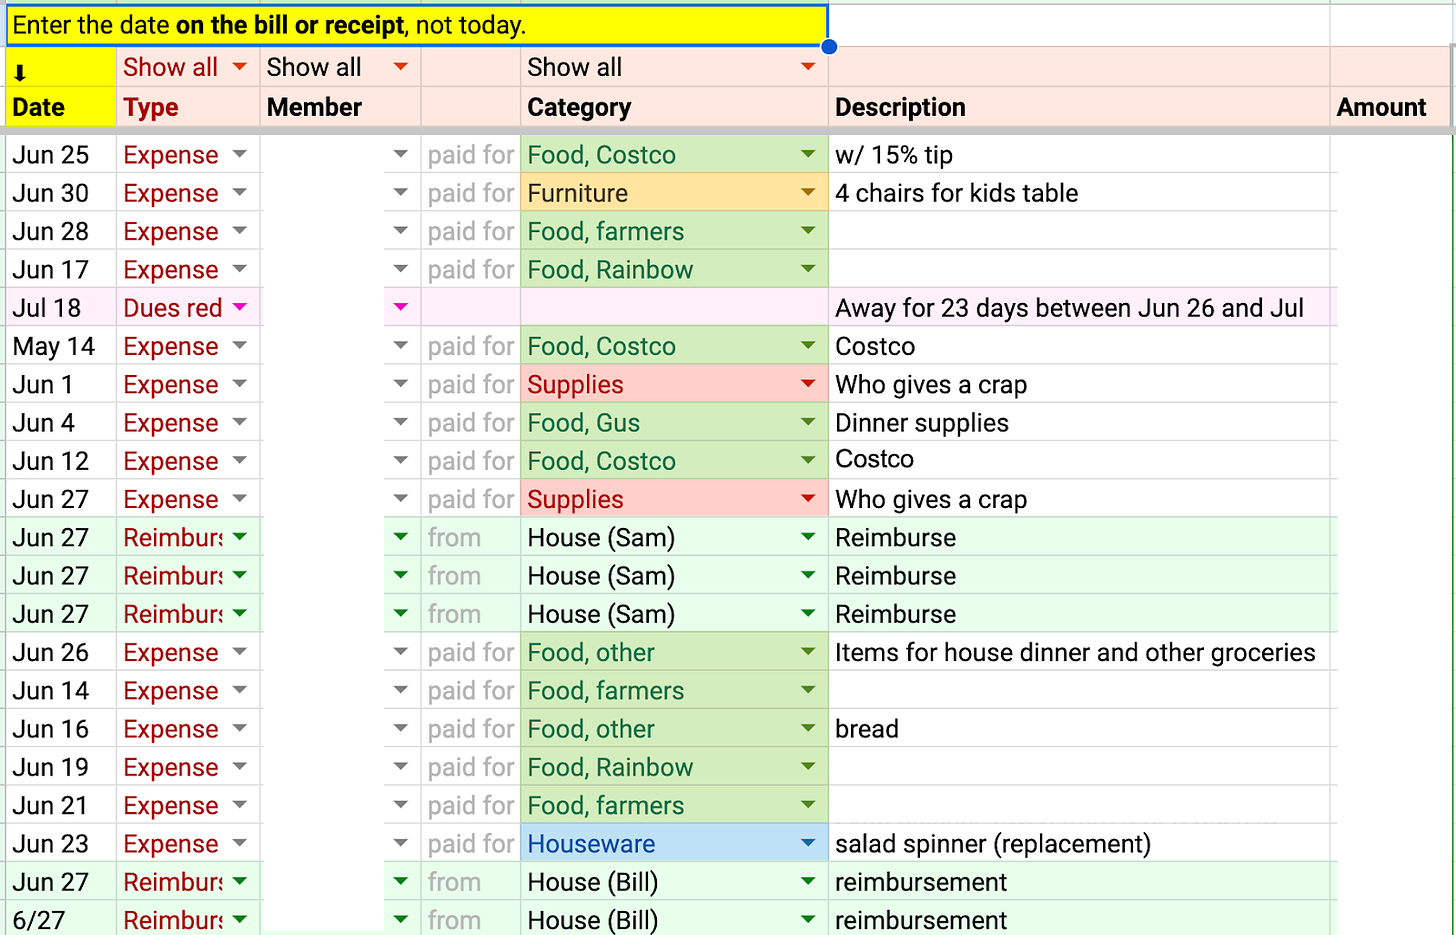 Enter the date on the bill or receipt, not today.
⬇ Show all Show all Show all
Date Type Member Category Description Amount
Jun 25 Expense paid for Food, Costco w/ 15% tip
Jun 30 Expense paid for Furniture 4 chairs for kids table
Jun 28 Expense paid for Food, farmers
Jun 17 Expense paid for Food, Rainbow
Jul 18 Dues red Away for 23 days between Jun 26 and Jul
May 14 Expense paid for Food, Costco Costco
Jun 1 Expense paid for Supplies Who gives a crap
Jun 4 Expense paid for Food, Gus Dinner supplies
Jun 12 Expense paid for Food, Costco Costco
Jun 27 Expense paid for Supplies Who gives a crap
Jun 27 Reimburs from House (Sam) Reimburse
Jun 27 Reimburs from House (Sam) Reimburse
Jun 27 Reimburs from House (Sam) Reimburse
Jun 26 Expense paid for Food, other Items for house dinner and other groceries
Jun 14 Expense paid for Food, farmers
Jun 16 Expense paid for Food, other bread
Jun 19 Expense paid for Food, Rainbow
Jun 21 Expense paid for Food, farmers
Jun 23 Expense paid for Houseware salad spinner (replacement)
Jun 27 Reimburs from House (Bill) reimbursement
6/27 Reimburs from House (Bill) reimbursement